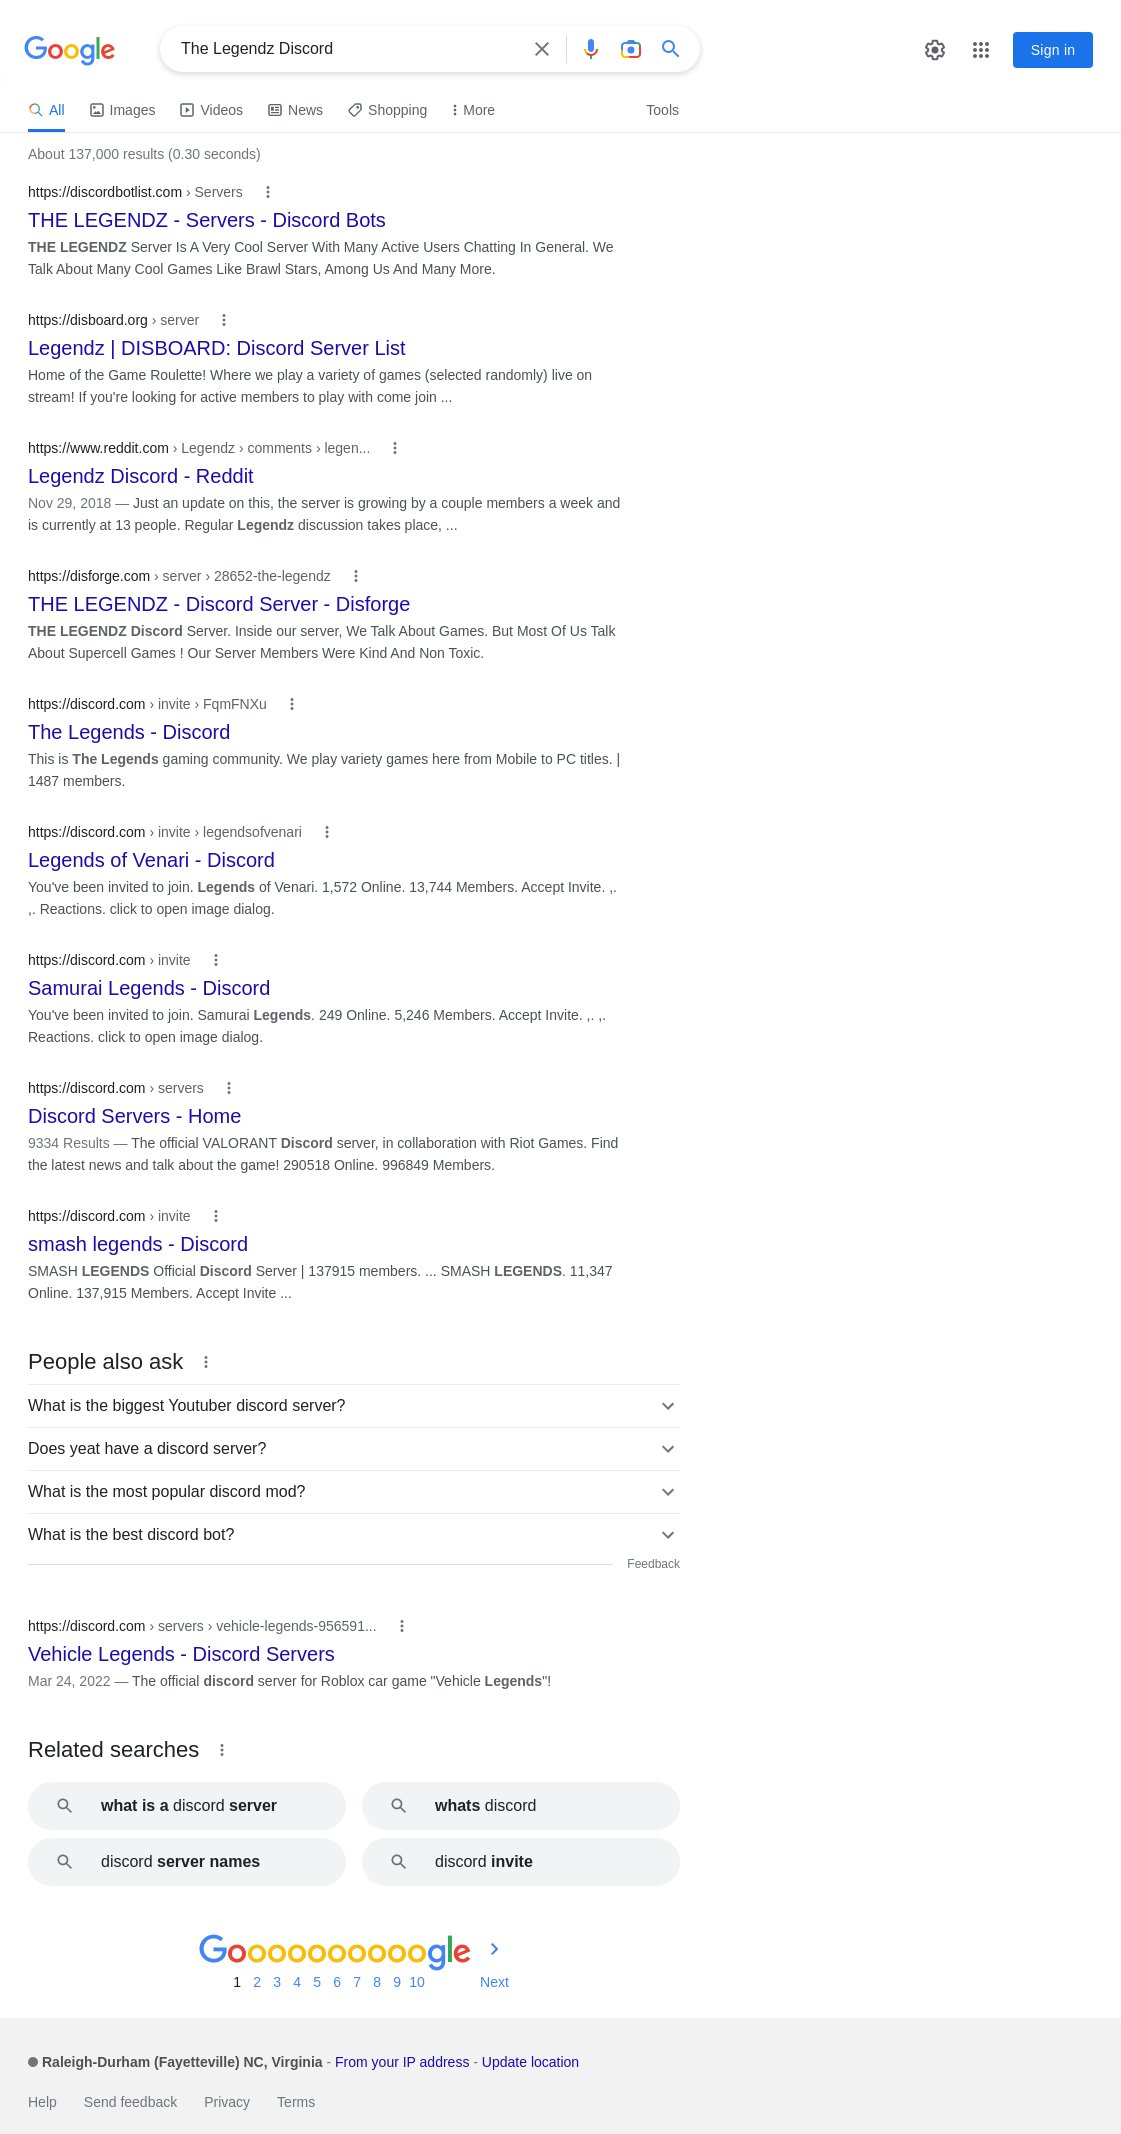 Google
The Legendz Discord
Sign in
All Images Videos News Shopping More Tools
About 137,000 results (0.30 seconds)
https://discordbotlist.com › Servers
THE LEGENDZ - Servers - Discord Bots
THE LEGENDZ Server Is A Very Cool Server With Many Active Users Chatting In General. We
Talk About Many Cool Games Like Brawl Stars, Among Us And Many More.
https://disboard.org › server
Legendz | DISBOARD: Discord Server List
Home of the Game Roulette! Where we play a variety of games (selected randomly) live on
stream! If you're looking for active members to play with come join ...
https://www.reddit.com › Legendz › comments › legen...
Legendz Discord - Reddit
Nov 29, 2018 — Just an update on this, the server is growing by a couple members a week and
is currently at 13 people. Regular Legendz discussion takes place, ...
https://disforge.com › server › 28652-the-legendz
THE LEGENDZ - Discord Server - Disforge
THE LEGENDZ Discord Server. Inside our server, We Talk About Games. But Most Of Us Talk
About Supercell Games ! Our Server Members Were Kind And Non Toxic.
https://discord.com › invite › FqmFNXu
The Legends - Discord
This is The Legends gaming community. We play variety games here from Mobile to PC titles. |
1487 members.
https://discord.com › invite › legendsofvenari
Legends of Venari - Discord
You've been invited to join. Legends of Venari. 1,572 Online. 13,744 Members. Accept Invite. ,.
,. Reactions. click to open image dialog.
https://discord.com › invite
Samurai Legends - Discord
You've been invited to join. Samurai Legends. 249 Online. 5,246 Members. Accept Invite. ,. ,.
Reactions. click to open image dialog.
https://discord.com › servers
Discord Servers - Home
9334 Results — The official VALORANT Discord server, in collaboration with Riot Games. Find
the latest news and talk about the game! 290518 Online. 996849 Members.
https://discord.com › invite
smash legends - Discord
SMASH LEGENDS Official Discord Server | 137915 members. ... SMASH LEGENDS. 11,347
Online. 137,915 Members. Accept Invite ...
People also ask
What is the biggest Youtuber discord server?
Does yeat have a discord server?
What is the most popular discord mod?
What is the best discord bot?
Feedback
https://discord.com › servers › vehicle-legends-956591...
Vehicle Legends - Discord Servers
Mar 24, 2022 — The official discord server for Roblox car game "Vehicle Legends"!
Related searches
what is a discord server
whats discord
discord server names
discord invite
Goooooooooogle
1 2 3 4 5 6 7 8 9 10 Next
Raleigh-Durham (Fayetteville) NC, Virginia - From your IP address - Update location
Help Send feedback Privacy Terms